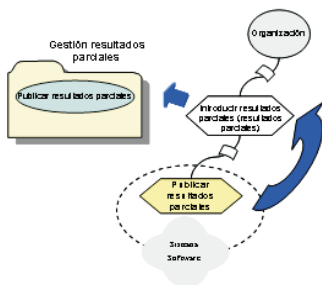 Organización
Gestión resultados
parciales
Publicar resultados parciales
Introducir resultados
parciales (resultados
parciales)
Publicar
resultados
parciales
Sistema
Software